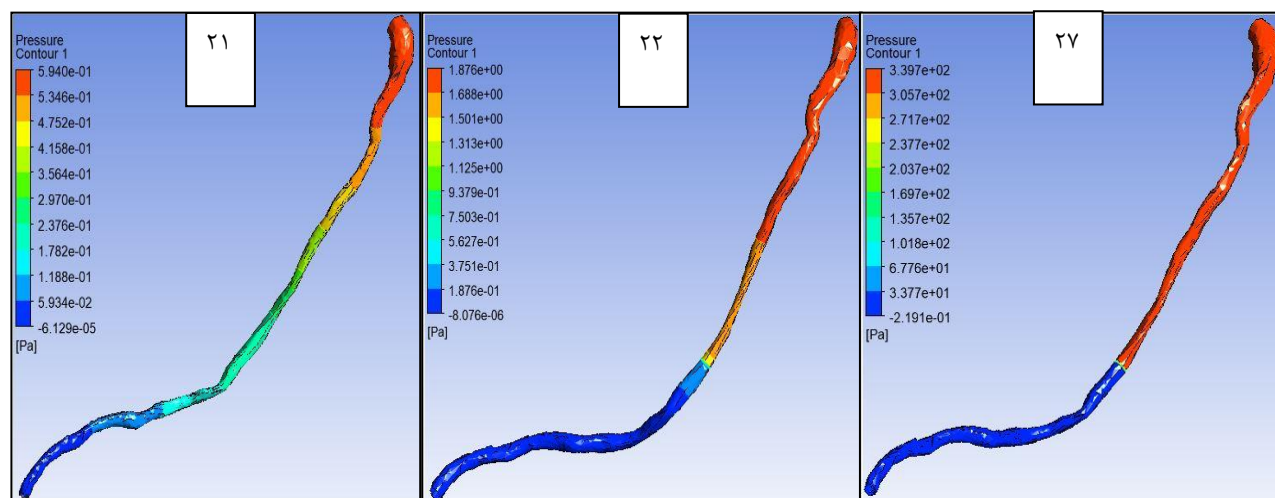 ۲۱
Pressure
Contour 1
5.940e-01
5.346e-01
4.752e-01
4.158e-01
3.564e-01
2.970e-01
2.376e-01
1.782e-01
1.188e-01
5.934e-02
-6.129e-05
[Pa]
۲۲
Pressure
Contour 1
1.876e+00
1.688e+00
1.501e+00
1.313e+00
1.125e+00
9.379e-01
7.503e-01
5.627e-01
3.751e-01
1.876e-01
-8.076e-06
[Pa]
۲۷
Pressure
Contour 1
3.397e+02
3.057e+02
2.717e+02
2.377e+02
2.037e+02
1.697e+02
1.357e+02
1.018e+02
6.776e+01
3.377e+01
-2.191e-01
[Pa]